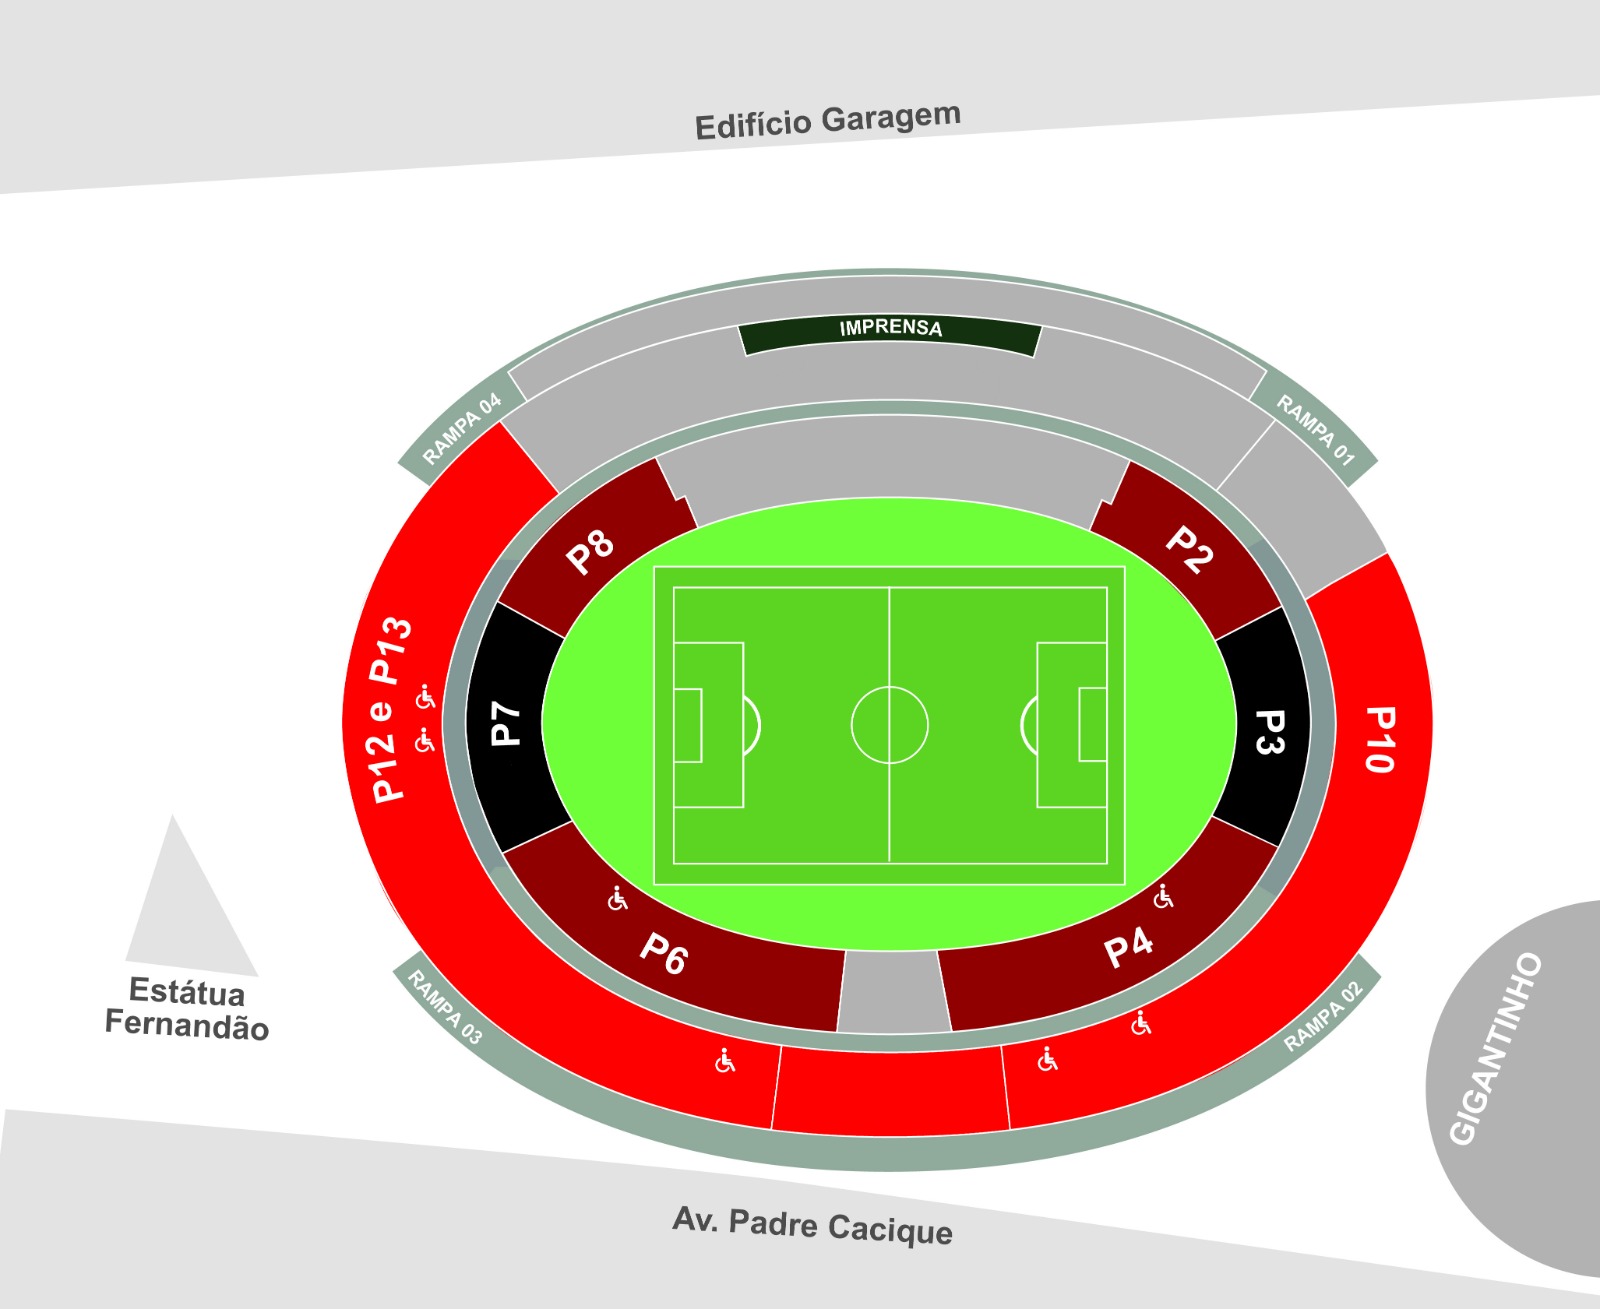 Edifício Garagem
IMPRENSA
RAMPA 04
RAMPA 01
P8
P2
P12 e P13
P7
P3
P10
P6
P4
Estátua
Fernandão
RAMPA 03
RAMPA 02
GIGANTINHO
Av. Padre Cacique